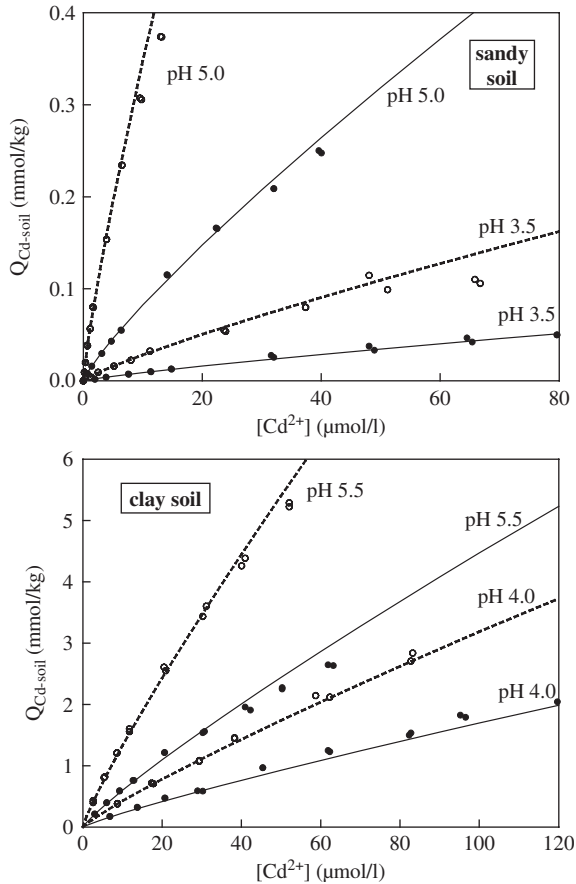 0.4
0.3
0.2
0.1
0.0
Q_Cd-soil (mmol/kg)
pH 5.0
pH 5.0
sandy
soil
pH 3.5
pH 3.5
0
20
40
60
80
[Cd²⁺] (μmol/l)
6
5
4
3
2
1
0
Q_Cd-soil (mmol/kg)
clay soil
pH 5.5
pH 5.5
pH 4.0
pH 4.0
0
20
40
60
80
100
120
[Cd²⁺] (μmol/l)